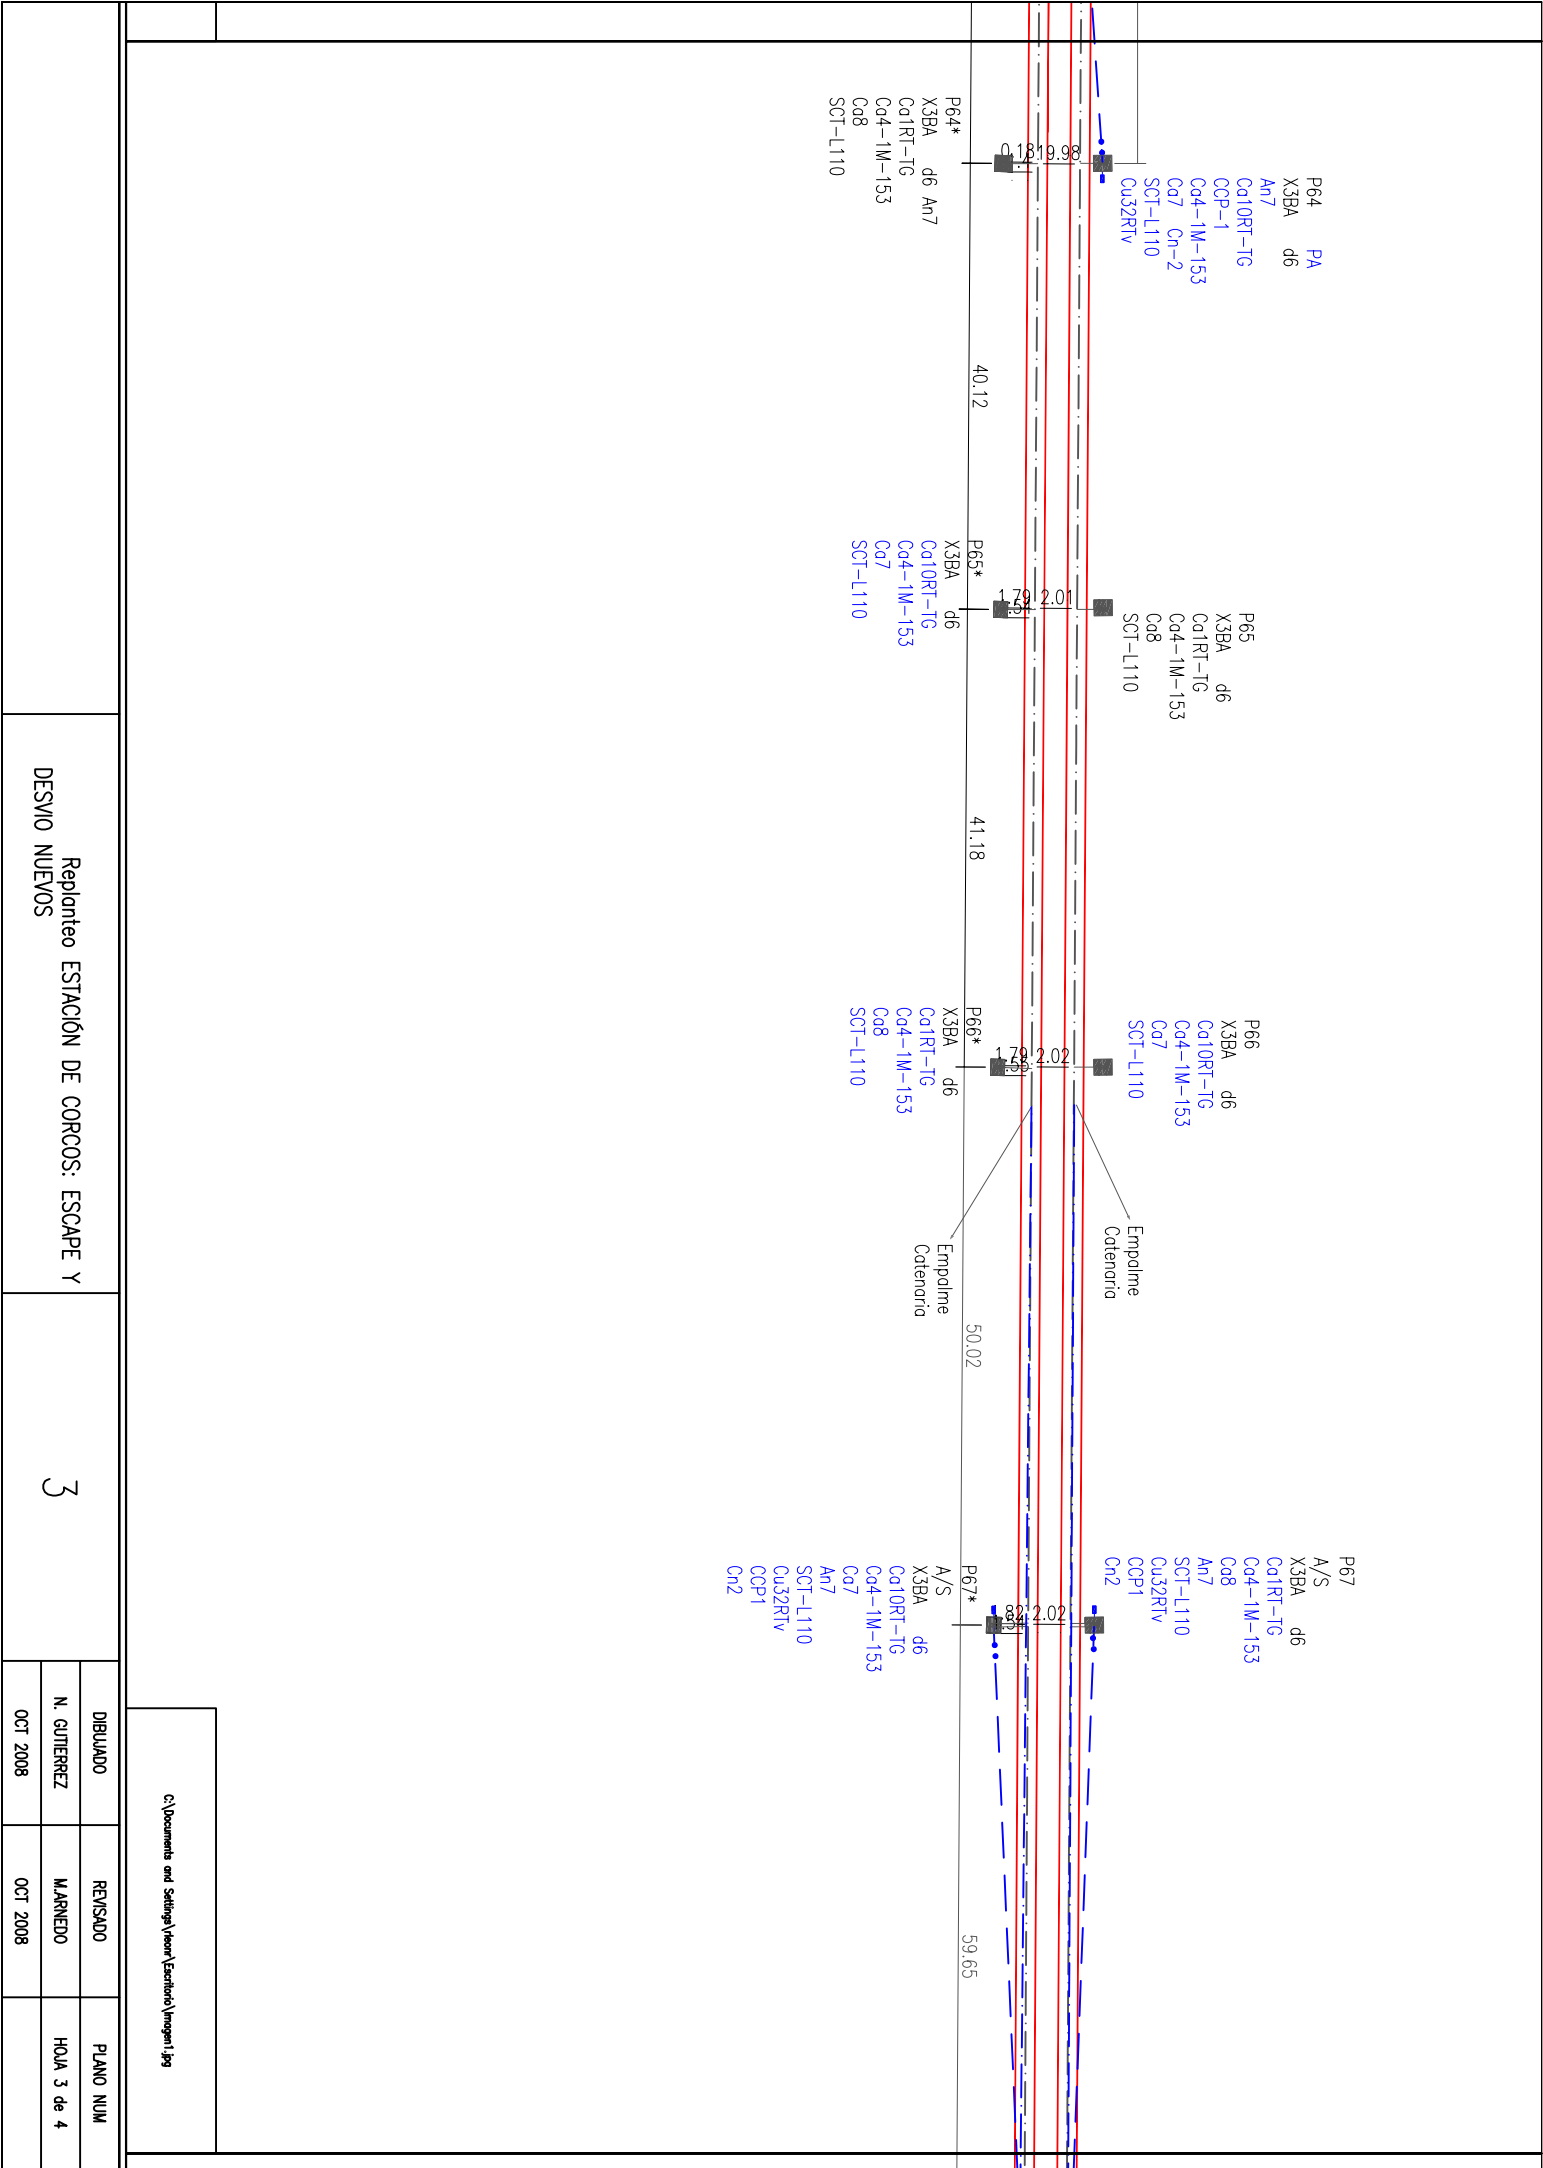 P64 PA
X3BA d6
An7
Ca10RT-TG
CCP-1
Ca4-1M-153
Ca7 Cn-2
SCT-L110
Cu32RTv
P65
X3BA d6
Ca1RT-TG
Ca4-1M-153
Ca8
SCT-L110
P66
X3BA d6
Ca10RT-TG
Ca4-1M-153
Ca7
SCT-L110
Empalme
Catenaria
P67
A/S
X3BA d6
Ca1RT-TG
Ca4-1M-153
Ca8
An7
SCT-L110
Cu32RTv
CCP1
Cn2
2.01
1.79
2.02
1.79
2.02
40.12
41.18
50.02
59.65
P64*
X3BA d6 An7
Ca1RT-TG
Ca4-1M-153
Ca8
SCT-L110
P65*
X3BA d6
Ca10RT-TG
Ca4-1M-153
Ca7
SCT-L110
P66*
X3BA d6
Ca1RT-TG
Ca4-1M-153
Ca8
SCT-L110
Empalme
Catenaria
P67*
A/S
X3BA d6
Ca10RT-TG
Ca4-1M-153
Ca7
An7
SCT-L110
Cu32RTv
CCP1
Cn2
C:\Documents and Settings\rleonr\Escritorio\Imagen1.jpg
Replanteo ESTACIÓN DE CORCOS: ESCAPE Y
DESVIO NUEVOS
3
DIBUJADO REVISADO PLANO NUM
N. GUTIERREZ M.ARNEDO HOJA 3 de 4
OCT 2008 OCT 2008